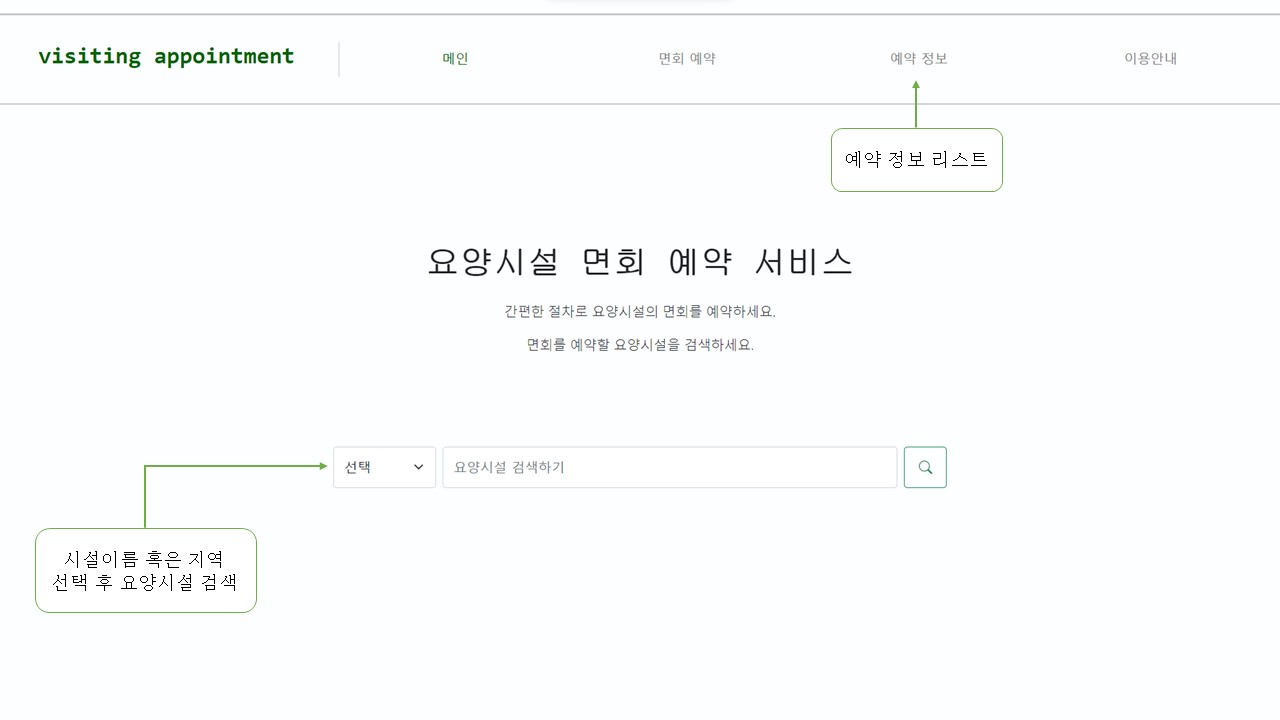 visiting appointment
메인
면회 예약
예약 정보
이용안내
예약 정보 리스트
요양시설 면회 예약 서비스
간편한 절차로 요양시설의 면회를 예약하세요.
면회를 예약할 요양시설을 검색하세요.
선택
요양시설 검색하기
시설이름 혹은 지역
선택 후 요양시설 검색